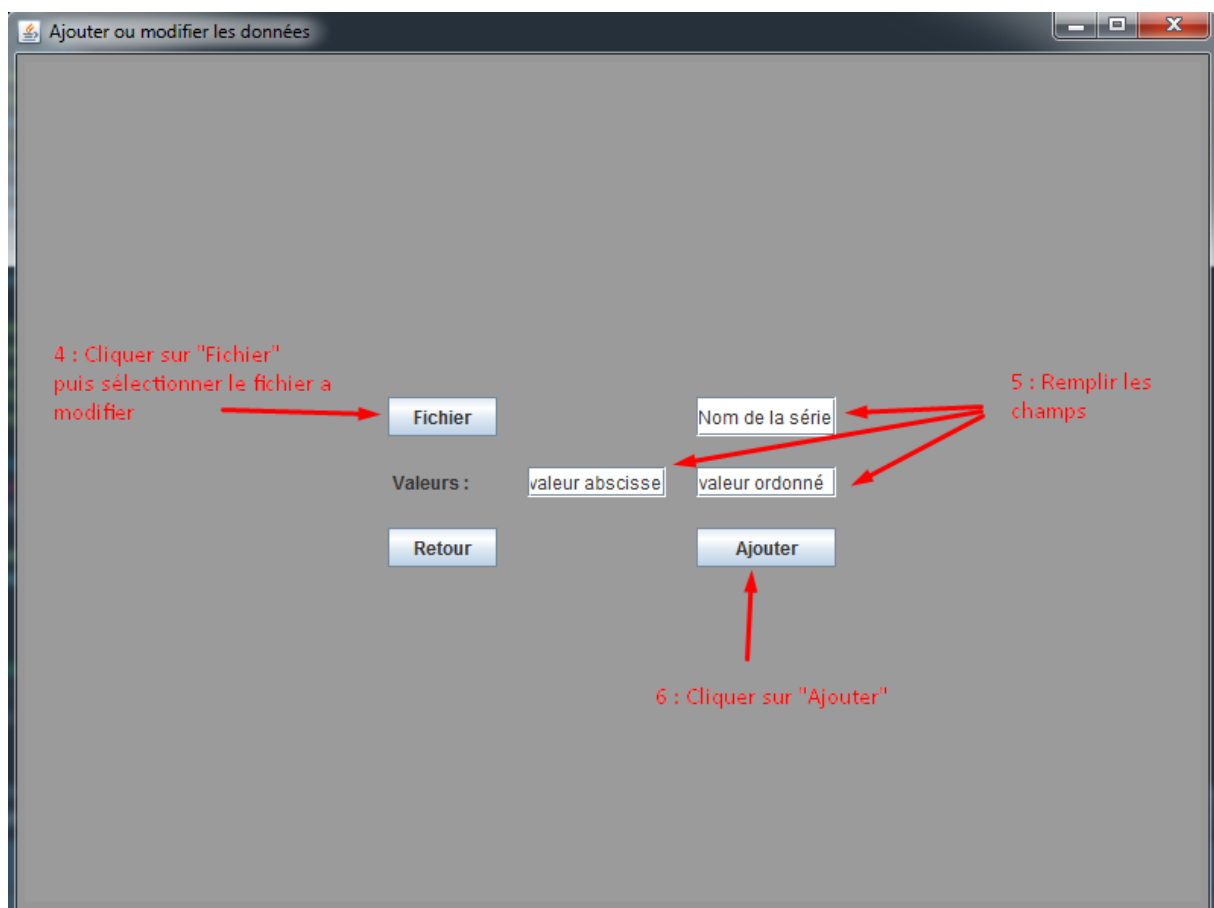 Ajouter ou modifier les données
4 : Cliquer sur "Fichier"
puis sélectionner le fichier a
modifier
5 : Remplir les
champs
Fichier
Nom de la série
Valeurs :
valeur abscisse
valeur ordonné
Retour
Ajouter
6 : Cliquer sur "Ajouter"